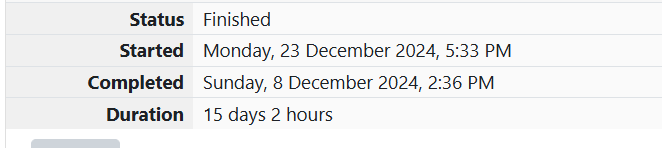 Status Finished
Started Monday, 23 December 2024, 5:33 PM
Completed Sunday, 8 December 2024, 2:36 PM
Duration 15 days 2 hours